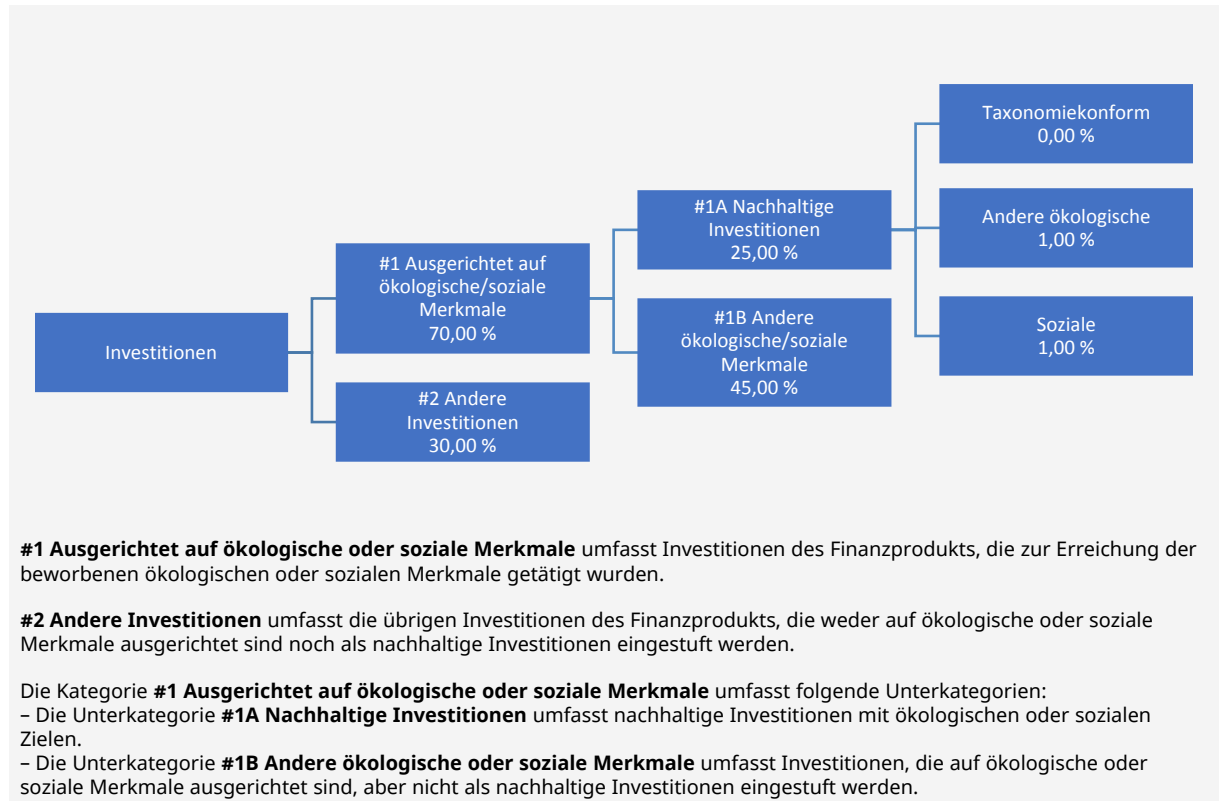 Investitionen
#1 Ausgerichtet auf
ökologische/soziale
Merkmale
70,00 %
#2 Andere
Investitionen
30,00 %
#1A Nachhaltige
Investitionen
25,00 %
#1B Andere
ökologische/soziale
Merkmale
45,00 %
Taxonomiekonform
0,00 %
Andere ökologische
1,00 %
Soziale
1,00 %
#1 Ausgerichtet auf ökologische oder soziale Merkmale umfasst Investitionen des Finanzprodukts, die zur Erreichung der
beworbenen ökologischen oder sozialen Merkmale getätigt wurden.
#2 Andere Investitionen umfasst die übrigen Investitionen des Finanzprodukts, die weder auf ökologische oder soziale
Merkmale ausgerichtet sind noch als nachhaltige Investitionen eingestuft werden.
Die Kategorie #1 Ausgerichtet auf ökologische oder soziale Merkmale umfasst folgende Unterkategorien:
– Die Unterkategorie #1A Nachhaltige Investitionen umfasst nachhaltige Investitionen mit ökologischen oder sozialen
Zielen.
– Die Unterkategorie #1B Andere ökologische oder soziale Merkmale umfasst Investitionen, die auf ökologische oder
soziale Merkmale ausgerichtet sind, aber nicht als nachhaltige Investitionen eingestuft werden.